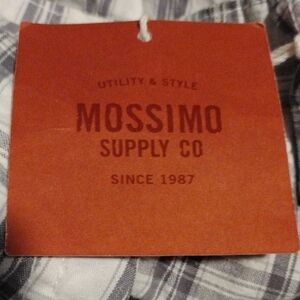 UTILITY & STYLE
MOSSIMO
SUPPLY CO
SINCE 1987